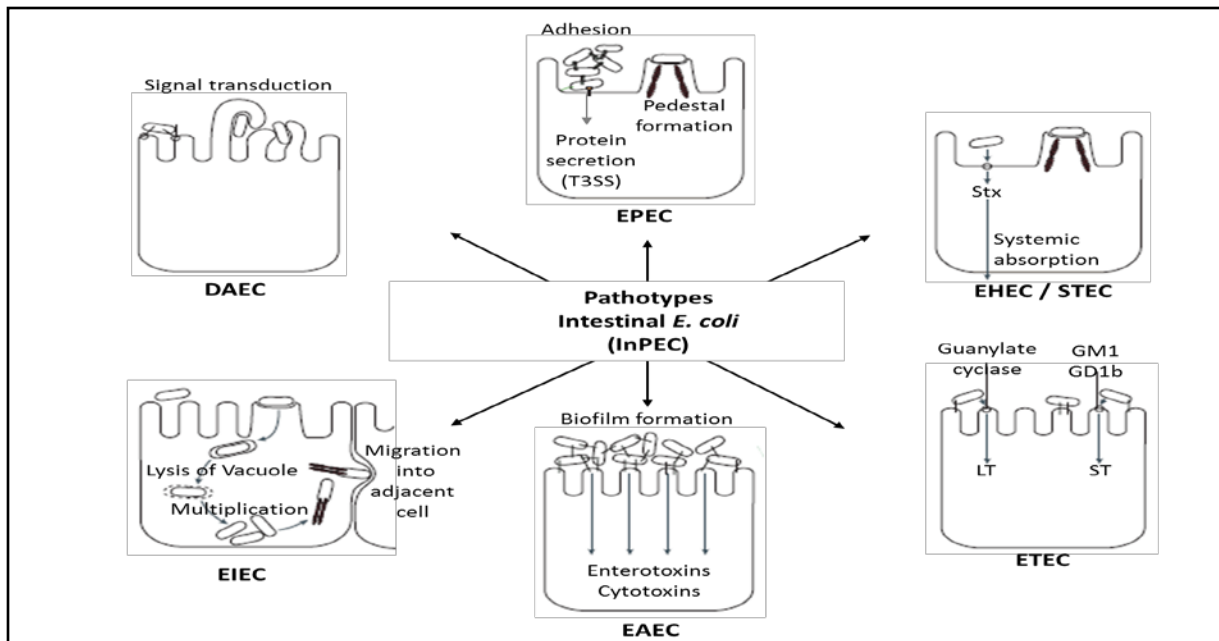 Adhesion
Protein
secretion
(T3SS)
Pedestal
formation
EPEC
Signal transduction
DAEC
Stx
Systemic
absorption
EHEC / STEC
Pathotypes
Intestinal E. coli
(InPEC)
Lysis of Vacuole
Multiplication
Migration
into
adjacent
cell
EIEC
Biofilm formation
Enterotoxins
Cytotoxins
EAEC
Guanylate
cyclase
GM1
GD1b
LT
ST
ETEC